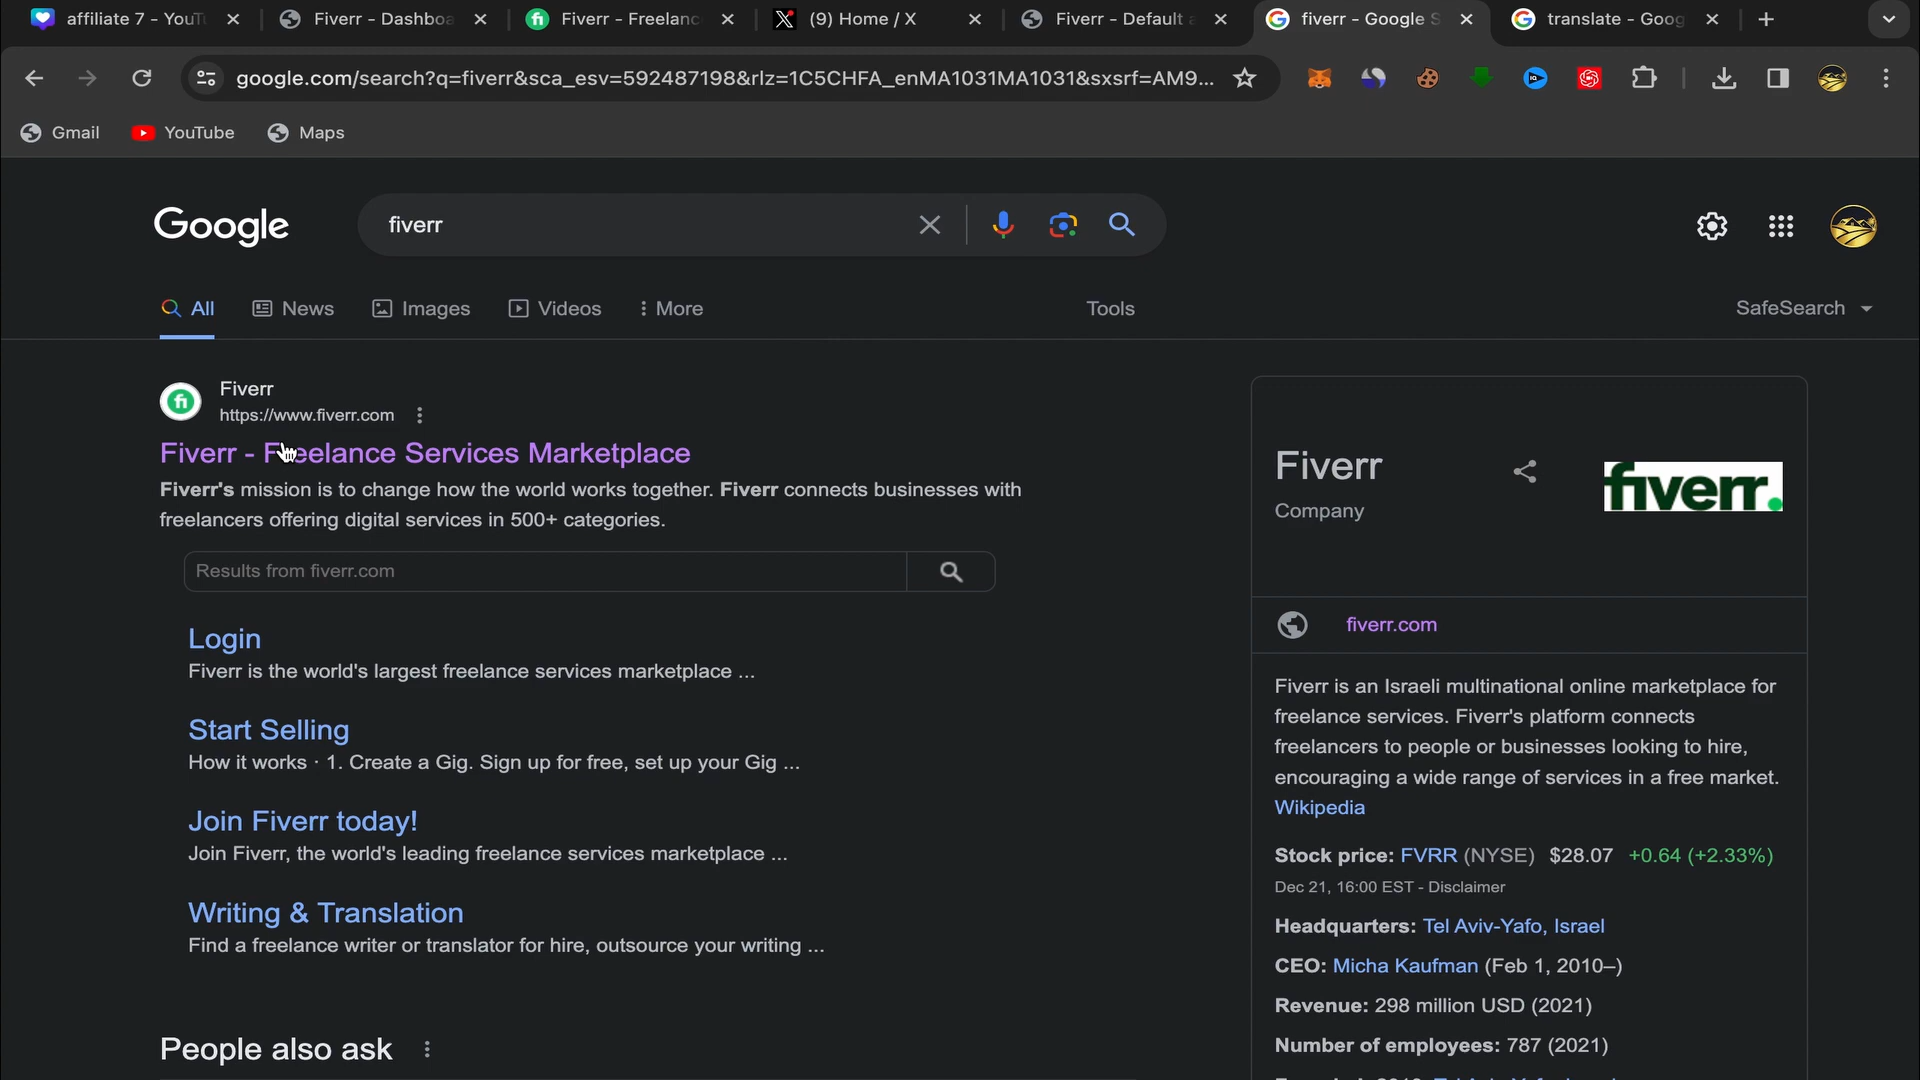 affiliate 7 - YouT
Fiverr - Dashboa
Fiverr - Freelanc
(9) Home / X
Fiverr - Default a
fiverr - Google S
translate - Goog
google.com/search?q=fiverr&sca_esv=592487198&rlz=1C5CHFA_enMA1031MA1031&sxsrf=AM9...
Gmail
YouTube
Maps
Google
fiverr
All
News
Images
Videos
More
Tools
SafeSearch
Fiverr
https://www.fiverr.com
Fiverr - Freelance Services Marketplace
Fiverr's mission is to change how the world works together. Fiverr connects businesses with
freelancers offering digital services in 500+ categories.
Results from fiverr.com
Login
Fiverr is the world's largest freelance services marketplace ...
Start Selling
How it works · 1. Create a Gig. Sign up for free, set up your Gig ...
Join Fiverr today!
Join Fiverr, the world's leading freelance services marketplace ...
Writing & Translation
Find a freelance writer or translator for hire, outsource your writing ...
People also ask
Fiverr
Company
fiverr.
fiverr.com
Fiverr is an Israeli multinational online marketplace for
freelance services. Fiverr's platform connects
freelancers to people or businesses looking to hire,
encouraging a wide range of services in a free market.
Wikipedia
Stock price: FVRR (NYSE) $28.07 +0.64 (+2.33%)
Dec 21, 16:00 EST - Disclaimer
Headquarters: Tel Aviv-Yafo, Israel
CEO: Micha Kaufman (Feb 1, 2010–)
Revenue: 298 million USD (2021)
Number of employees: 787 (2021)